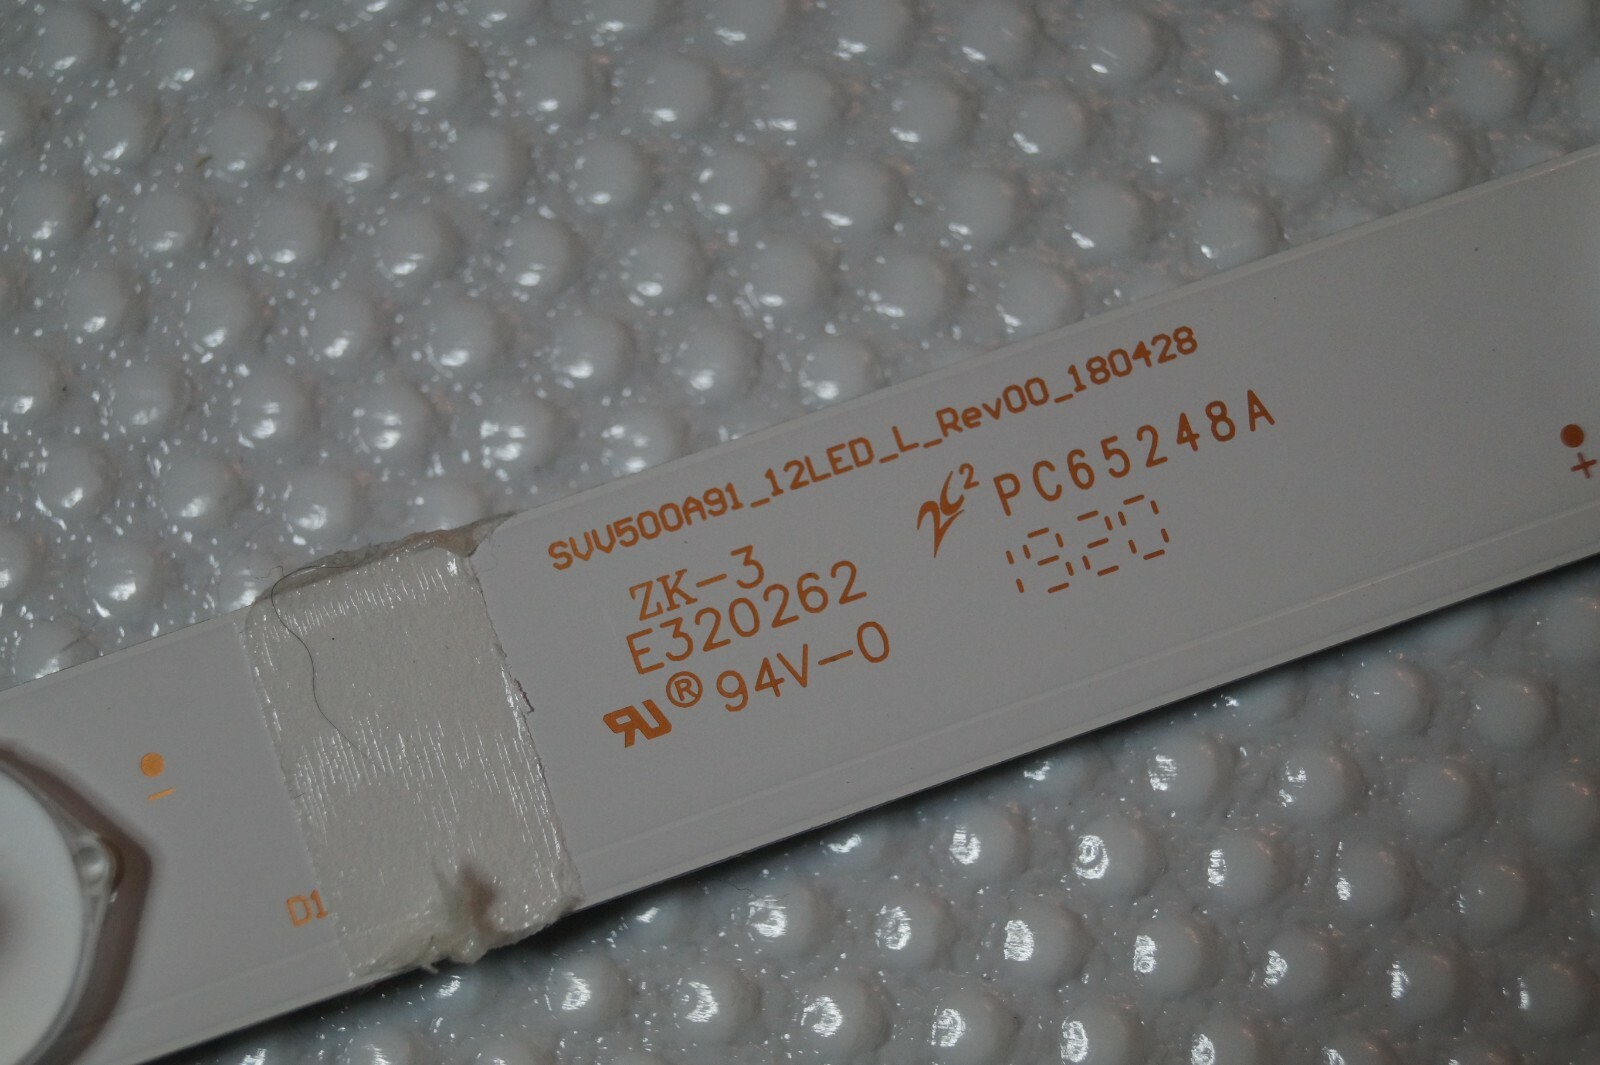 SVV500A91_12LED_L_Rev00_180428
ZK-3
E320262
94V-0
PC65248A
1920
+
-
D1